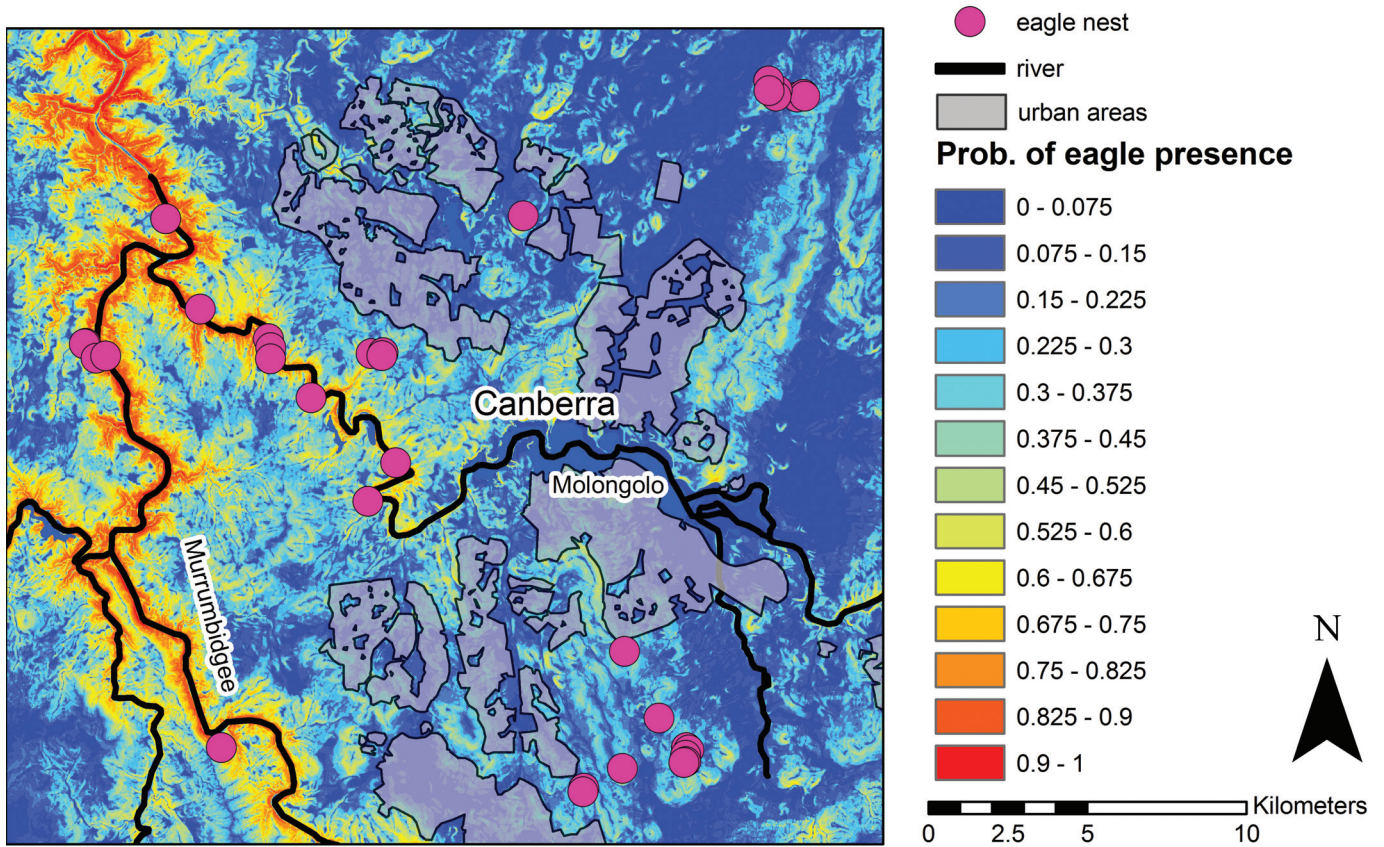 Canberra
Molongolo
Murrumbidgee
eagle nest
river
urban areas
Prob. of eagle presence
0 - 0.075
0.075 - 0.15
0.15 - 0.225
0.225 - 0.3
0.3 - 0.375
0.375 - 0.45
0.45 - 0.525
0.525 - 0.6
0.6 - 0.675
0.675 - 0.75
0.75 - 0.825
0.825 - 0.9
0.9 - 1
N
Kilometers
0 2.5 5 10